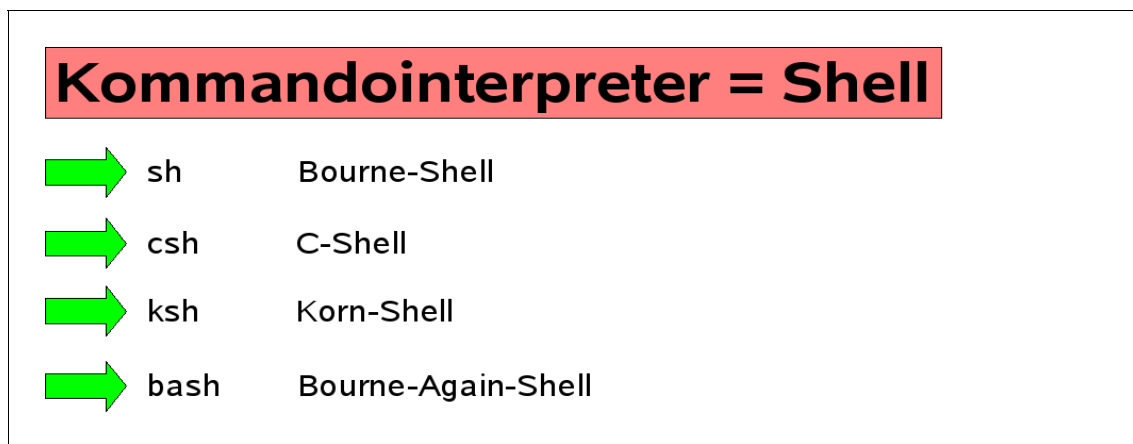 Kommandointerpreter = Shell
sh Bourne-Shell
csh C-Shell
ksh Korn-Shell
bash Bourne-Again-Shell